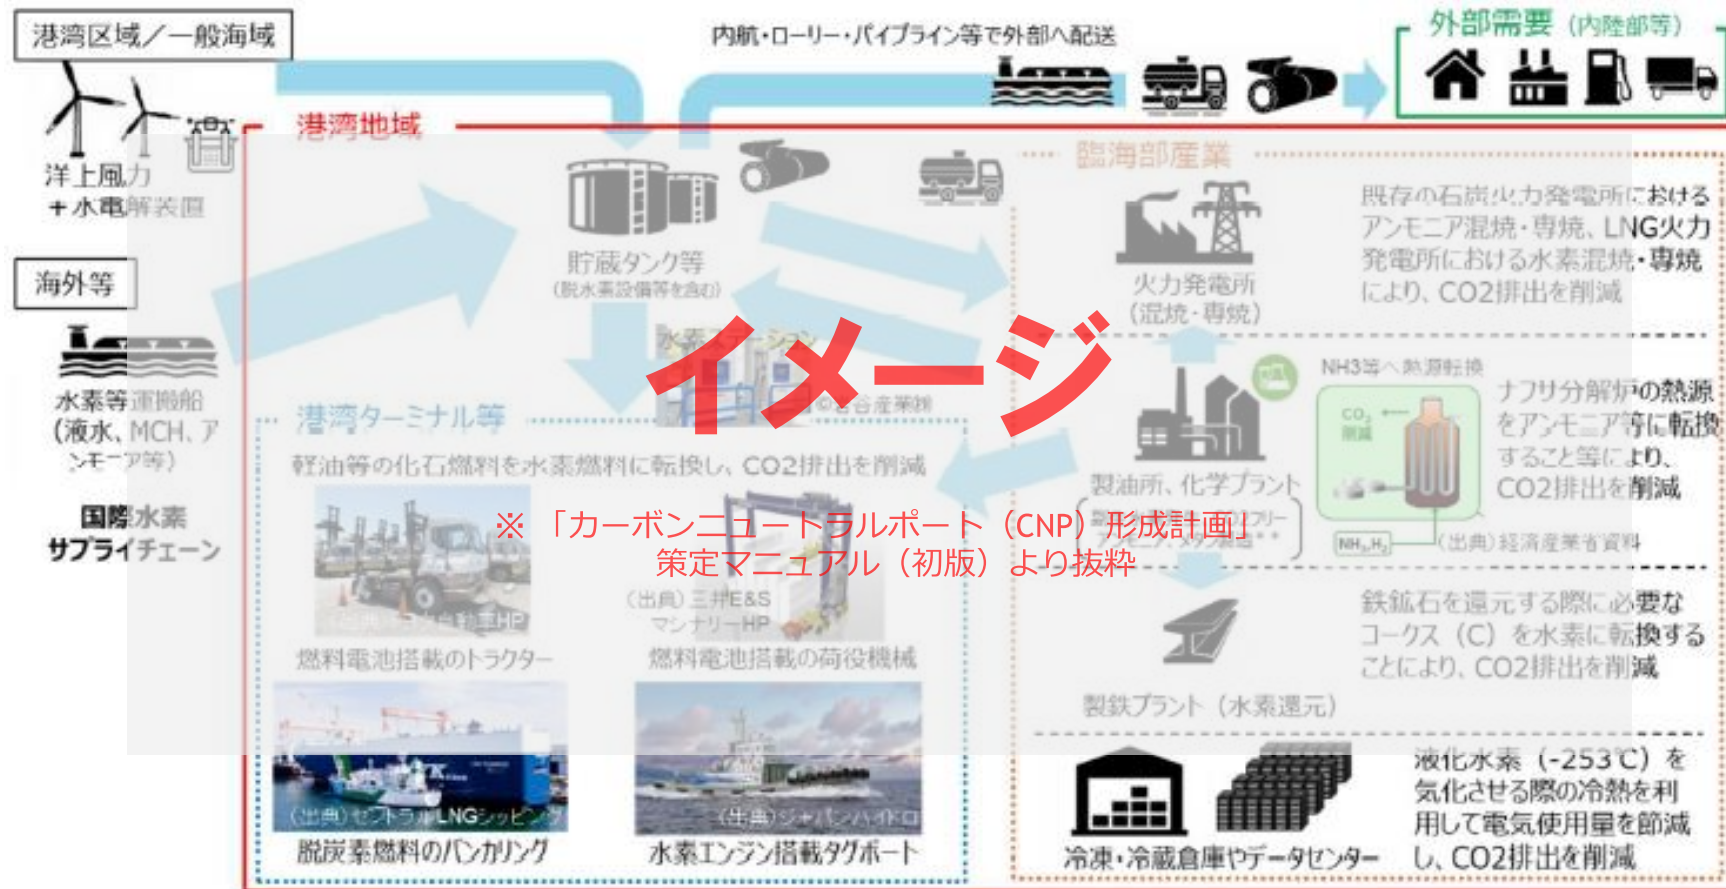 港湾区域／一般海域
内航・ローリー・パイプライン等で外部へ配送
外部需要（内陸部等）
港湾地域
洋上風力
＋水電解装置
海外等
水素等運搬船
（液水、MCH、ア
ンモニア等）
国際水素
サプライチェーン
貯蔵タンク等
（脱水素設備等を含む）
水素ステーション
©岩谷産業㈱
イメージ
※ 「カーボンニュートラルポート（CNP）形成計画」
策定マニュアル（初版）より抜粋
港湾ターミナル等
軽油等の化石燃料を水素燃料に転換し、CO2排出を削減
自動車HP
燃料電池搭載のトラクター
（出典）三井E&S
マシナリーHP
燃料電池搭載の荷役機械
（出典）セントラルLNGシッピング
脱炭素燃料のバンカリング
（出典）ジャパンハイドロ
水素エンジン搭載タグボート
臨海部産業
火力発電所
（混焼・専焼）
既存の石炭火力発電所における
アンモニア混焼・専焼、LNG火力
発電所における水素混焼・専焼
により、CO2排出を削減
製油所、化学プラント
NH3等へ熱源転換
CO₂
削減
NH₃,H₂
（出典）経済産業省資料
ナフサ分解炉の熱源
をアンモニア等に転換
すること等により、
CO2排出を削減
製鉄プラント（水素還元）
鉄鉱石を還元する際に必要な
コークス（C）を水素に転換する
ことにより、CO2排出を削減
冷凍・冷蔵倉庫やデータセンター
液化水素（-253℃）を
気化させる際の冷熱を利
用して電気使用量を節減
し、CO2排出を削減